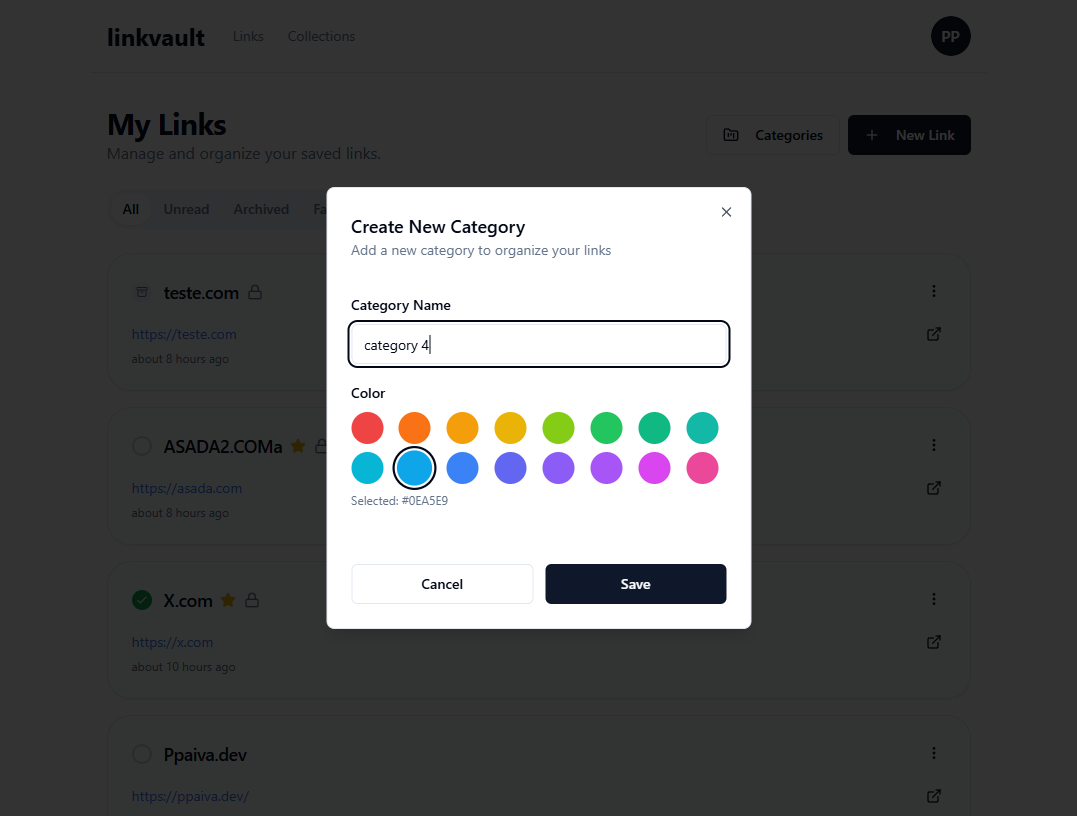 linkvault Links Collections PP
My Links
Manage and organize your saved links.
Categories New Link
All Unread Archived Fa
Create New Category
Add a new category to organize your links
Category Name
category 4
Color
Selected: #0EA5E9
Cancel Save
teste.com
https://teste.com
about 8 hours ago
ASADA2.COMa
https://asada.com
about 8 hours ago
X.com
https://x.com
about 10 hours ago
Ppaiva.dev
https://ppaiva.dev/